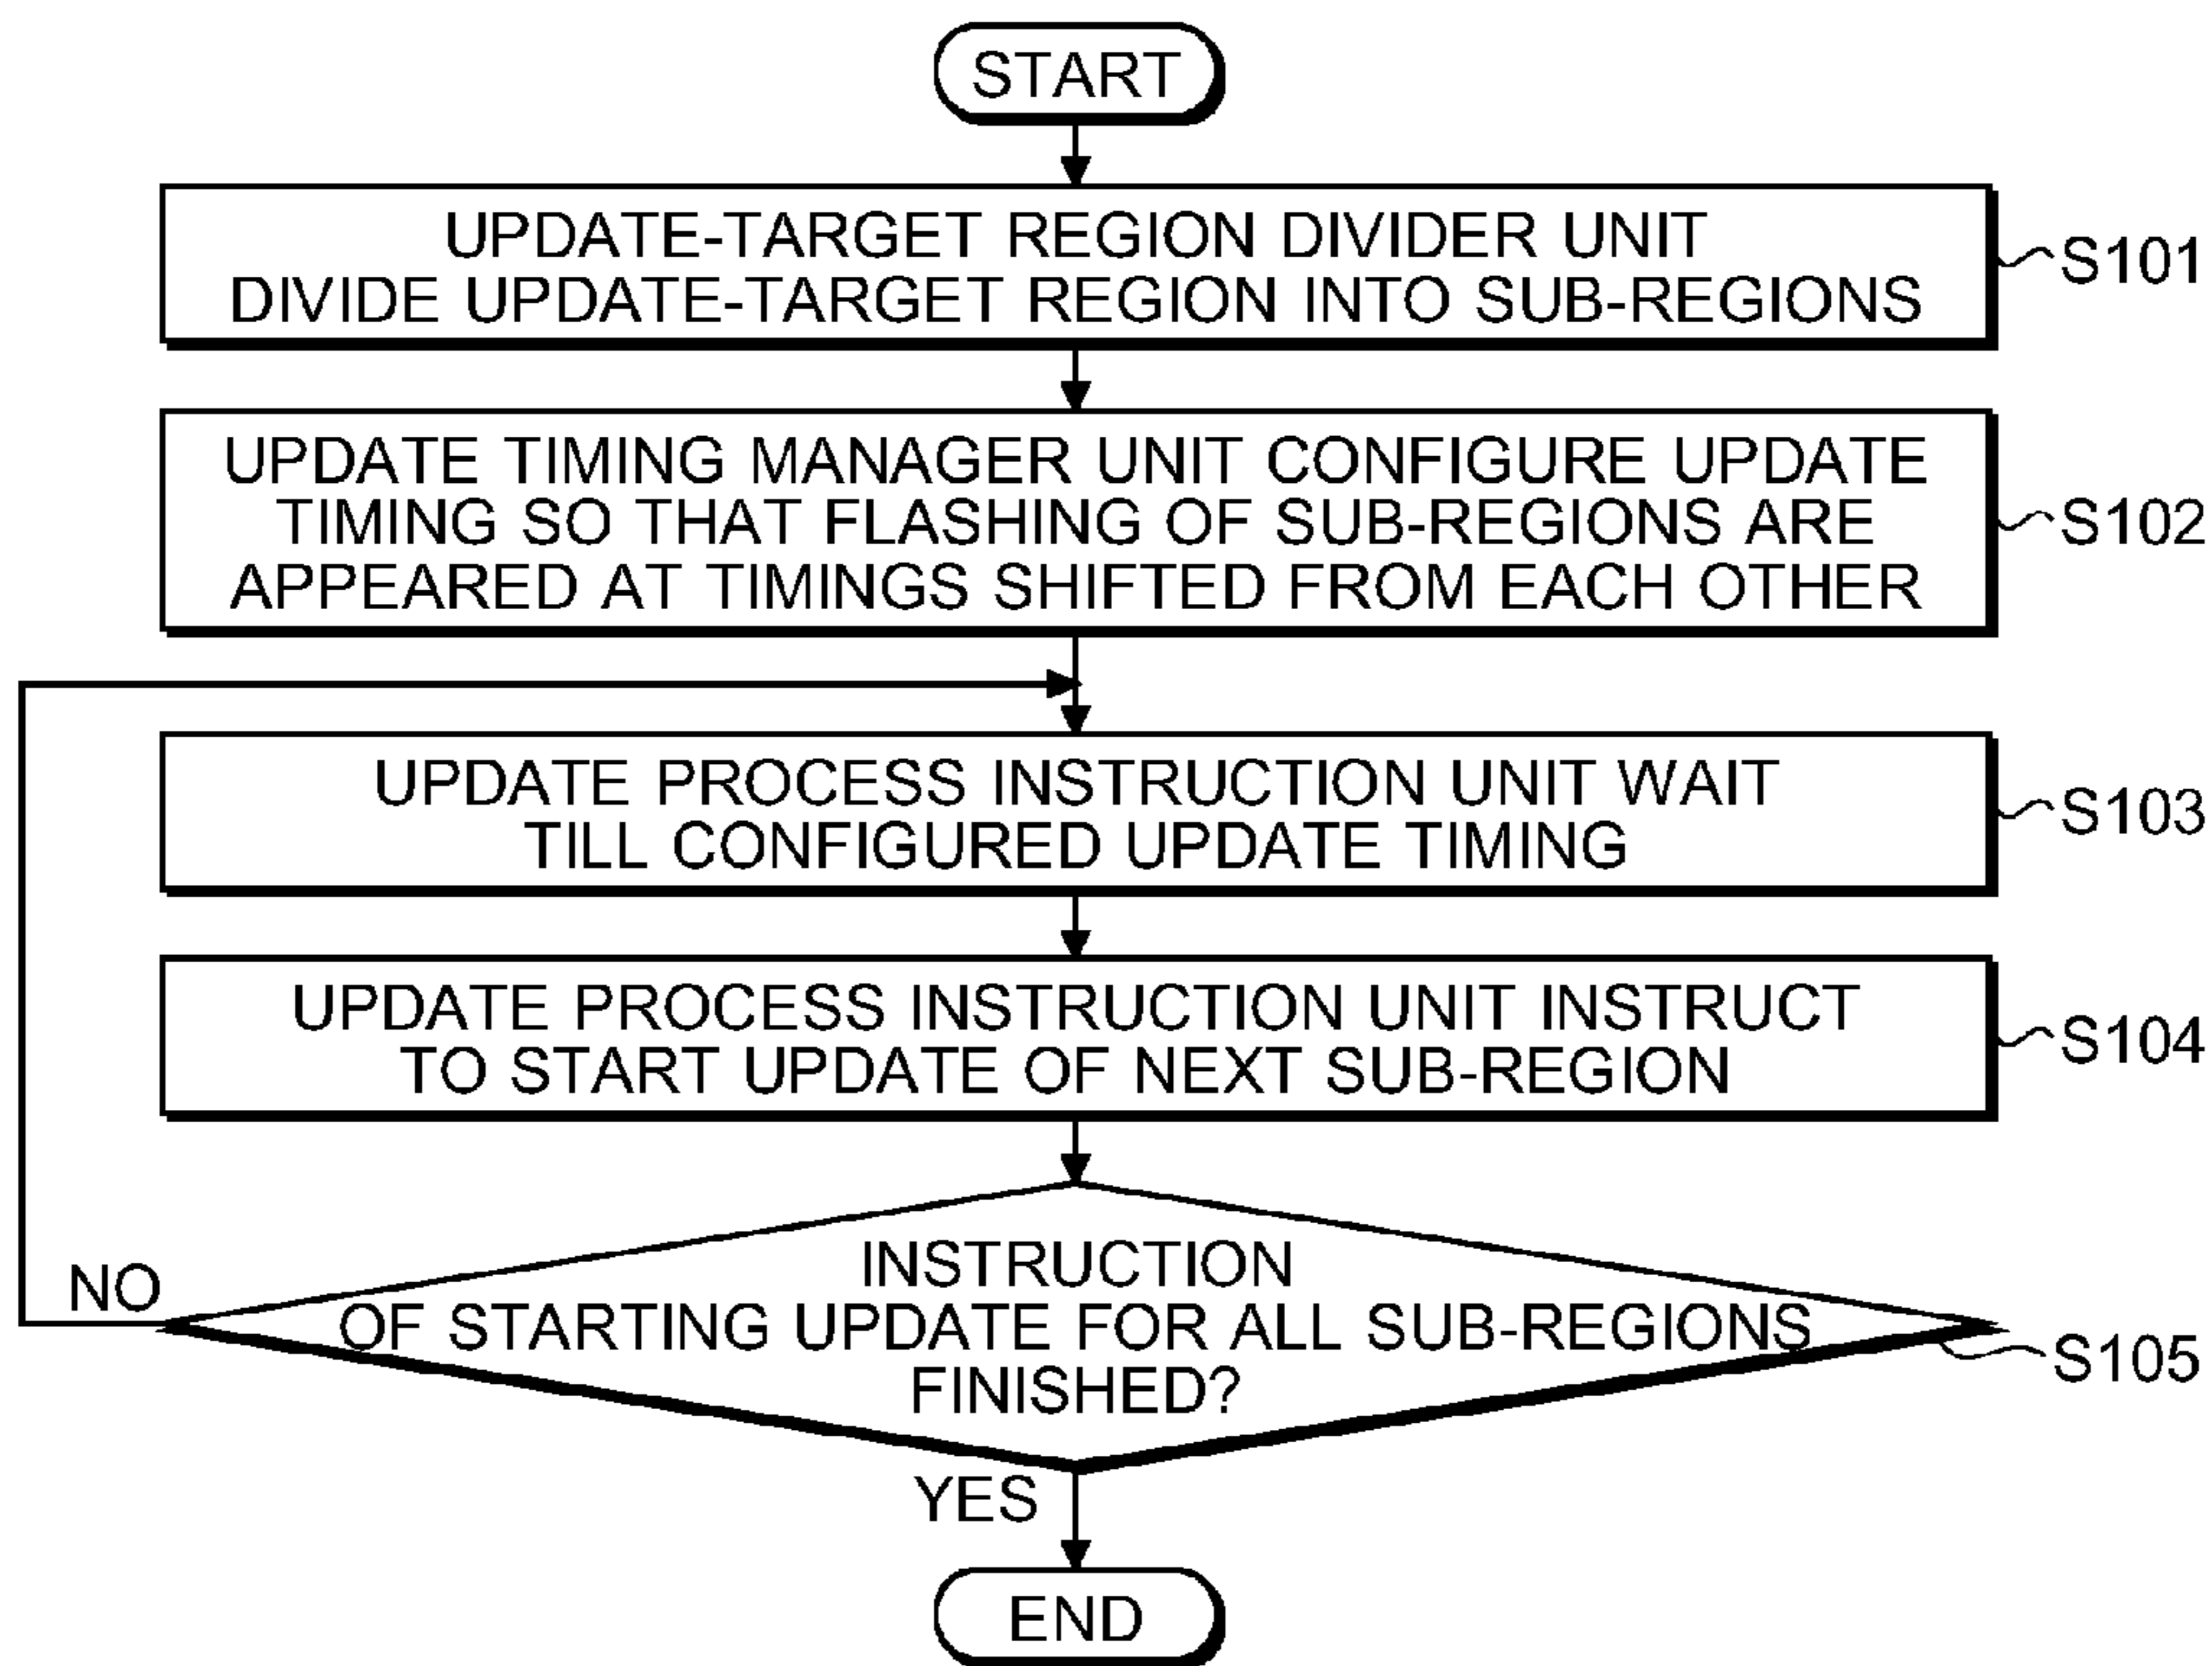 START
UPDATE-TARGET REGION DIVIDER UNIT
DIVIDE UPDATE-TARGET REGION INTO SUB-REGIONS
S101
UPDATE TIMING MANAGER UNIT CONFIGURE UPDATE
TIMING SO THAT FLASHING OF SUB-REGIONS ARE
APPEARED AT TIMINGS SHIFTED FROM EACH OTHER
S102
UPDATE PROCESS INSTRUCTION UNIT WAIT
TILL CONFIGURED UPDATE TIMING
S103
UPDATE PROCESS INSTRUCTION UNIT INSTRUCT
TO START UPDATE OF NEXT SUB-REGION
S104
NO
INSTRUCTION
OF STARTING UPDATE FOR ALL SUB-REGIONS
FINISHED?
S105
YES
END